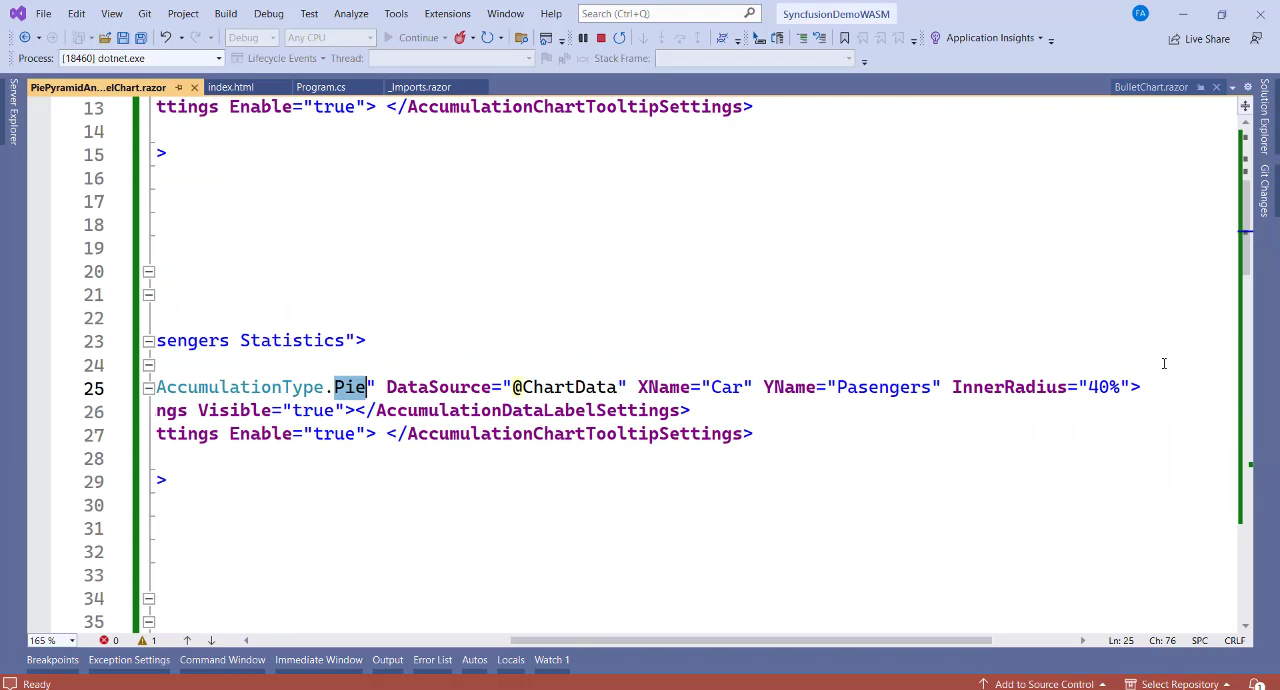 File Edit View Git Project Build Debug Test Analyze Tools Extensions Window Help Search (Ctrl+Q) SyncfusionDemoWASM FA
Debug Any CPU Continue Application Insights Live Share
Process: [18460] dotnet.exe Lifecycle Events Thread: Stack Frame:
PiePyramidAn...elChart.razor index.html Program.cs _Imports.razor BulletChart.razor
Server Explorer
Solution Explorer
Git Changes
13 ttings Enable="true"> </AccumulationChartTooltipSettings>
14
15 >
16
17
18
19
20
21
22
23 sengers Statistics">
24
25 AccumulationType.Pie" DataSource="@ChartData" XName="Car" YName="Pasengers" InnerRadius="40%">
26 ngs Visible="true"></AccumulationDataLabelSettings>
27 ttings Enable="true"> </AccumulationChartTooltipSettings>
28
29 >
30
31
32
33
34
35
165 % 0 1 Ln: 25 Ch: 76 SPC CRLF
Breakpoints Exception Settings Command Window Immediate Window Output Error List Autos Locals Watch 1
Ready Add to Source Control Select Repository 1